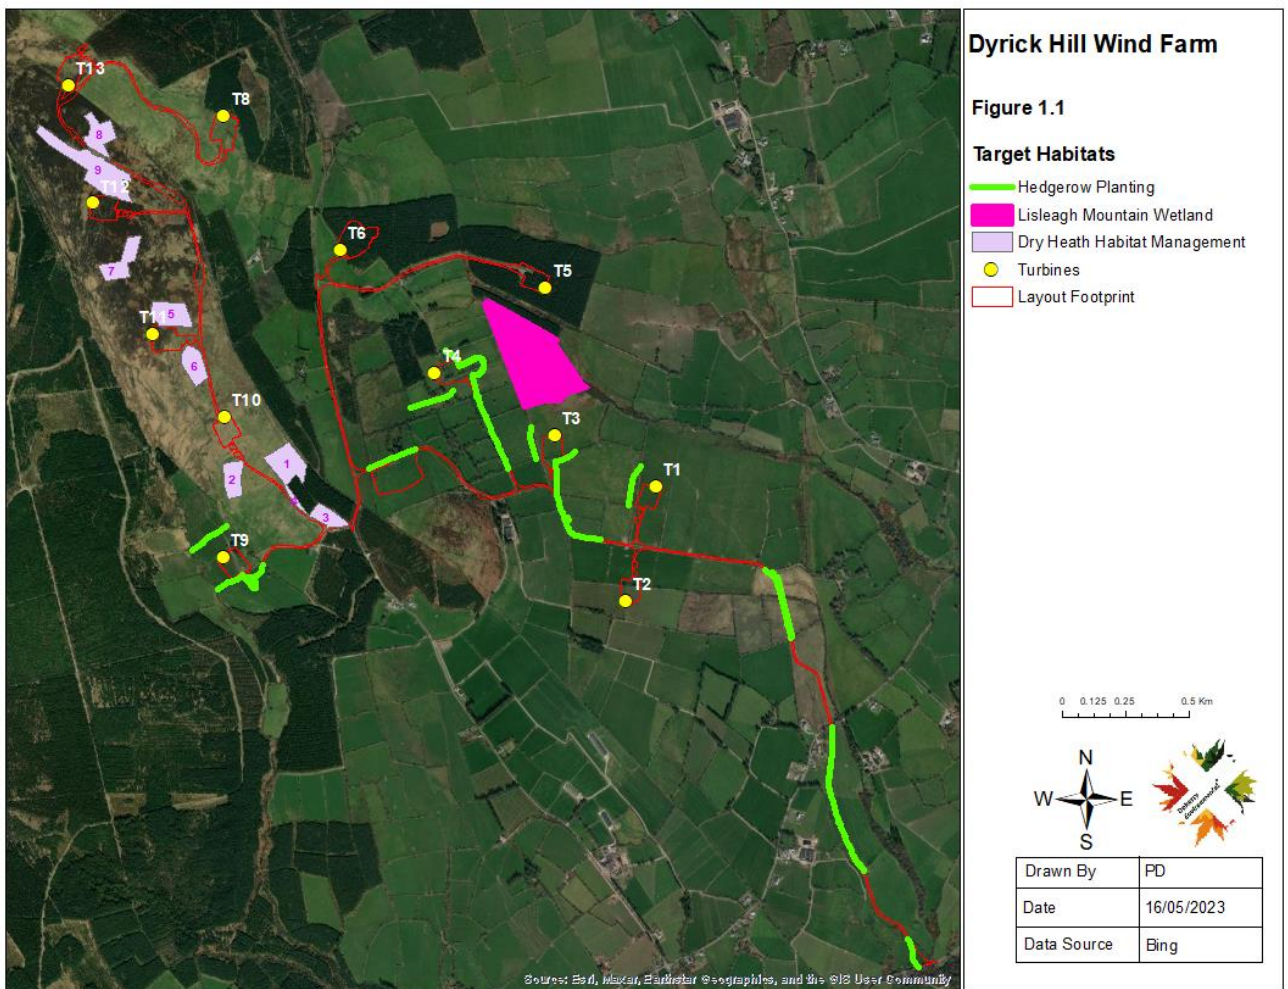 Dyrick Hill Wind Farm
Figure 1.1
Target Habitats
Hedgerow Planting
Lisleagh Mountain Wetland
Dry Heath Habitat Management
Turbines
Layout Footprint
T13
T8
8
9
T12
T6
7
T5
5
T11
6
T4
T10
T3
1
2
T1
3
T9
T2
0 0.125 0.25 0.5 Km
N
W E
S
Drawn By PD
Date 16/05/2023
Data Source Bing
Source: Esri, Maxar, Earthstar Geographics, and the GIS User Community